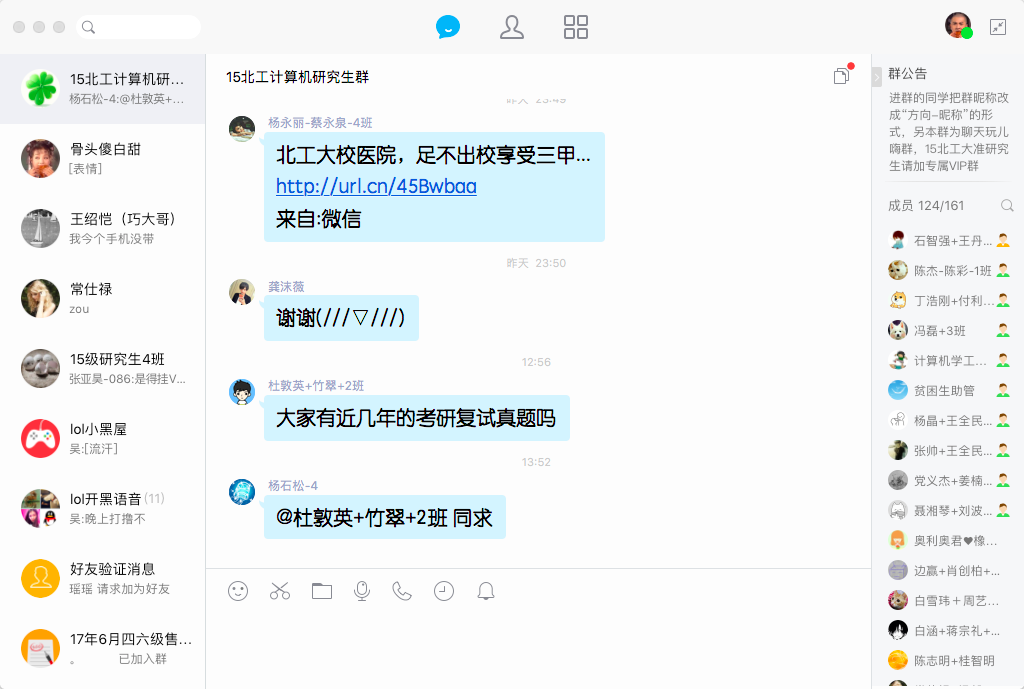 15北工计算机研...
杨石松-4:@杜敦英+...
骨头傻白甜
[表情]
王绍恺（巧大哥）
我今个手机没带
常仕禄
zou
15级研究生4班
张亚昊-086:是得挂V...
lol小黑屋
吴:[流汗]
lol开黑语音(11)
吴:晚上打撸不
好友验证消息
瑶瑶 请求加为好友
17年6月四六级售...
。 已加入群
15北工计算机研究生群
昨天 23:49
杨永丽-蔡永泉-4班
北工大校医院，足不出校享受三甲...
http://url.cn/45Bwbaa
来自:微信
昨天 23:50
龚沫薇
谢谢(///▽///)
12:56
杜敦英+竹翠+2班
大家有近几年的考研复试真题吗
13:52
杨石松-4
@杜敦英+竹翠+2班 同求
群公告
进群的同学把群昵称改
成“方向-昵称”的形
式，另本群为聊天玩儿
嗨群，15北工大准研究
生请加专属VIP群
成员 124/161
石智强+王丹...
陈杰-陈彩-1班
丁浩刚+付利...
冯磊+3班
计算机学工...
贫困生助管
杨晶+王全民...
张帅+王全民...
党义杰+姜楠...
聂湘琴+刘波...
奥利奥君♥橡...
边赢+肖创柏+...
白雪玮＋周艺...
白涵+蒋宗礼+...
陈志明+桂智明